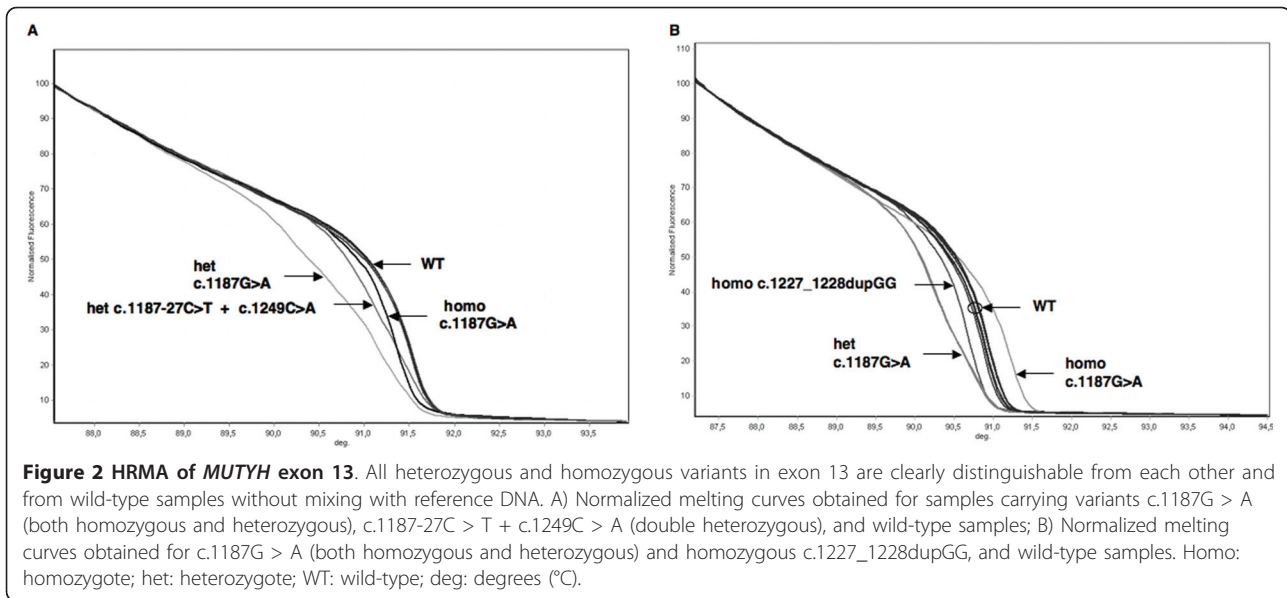 A
110
100
90
80
70
60
50
40
30
20
10
Normalised Fluorescence
WT
het
c.1187G>A
het c.1187-27C>T + c.1249C>A
homo
c.1187G>A
88,0 88,5 89,0 89,5 90,0 90,5 91,0 91,5 92,0 92,5 93,0 93,5
deg.
B
110
100
90
80
70
60
50
40
30
20
10
Normalised Fluorescence
homo c.1227_1228dupGG
WT
het
c.1187G>A
homo
c.1187G>A
87,5 88,0 88,5 89,0 89,5 90,0 90,5 91,0 91,5 92,0 92,5 93,0 93,5 94,0 94,5
deg.
Figure 2 HRMA of MUTYH exon 13. All heterozygous and homozygous variants in exon 13 are clearly distinguishable from each other and
from wild-type samples without mixing with reference DNA. A) Normalized melting curves obtained for samples carrying variants c.1187G > A
(both homozygous and heterozygous), c.1187-27C > T + c.1249C > A (double heterozygous), and wild-type samples; B) Normalized melting
curves obtained for c.1187G > A (both homozygous and heterozygous) and homozygous c.1227_1228dupGG, and wild-type samples. Homo:
homozygote; het: heterozygote; WT: wild-type; deg: degrees (°C).